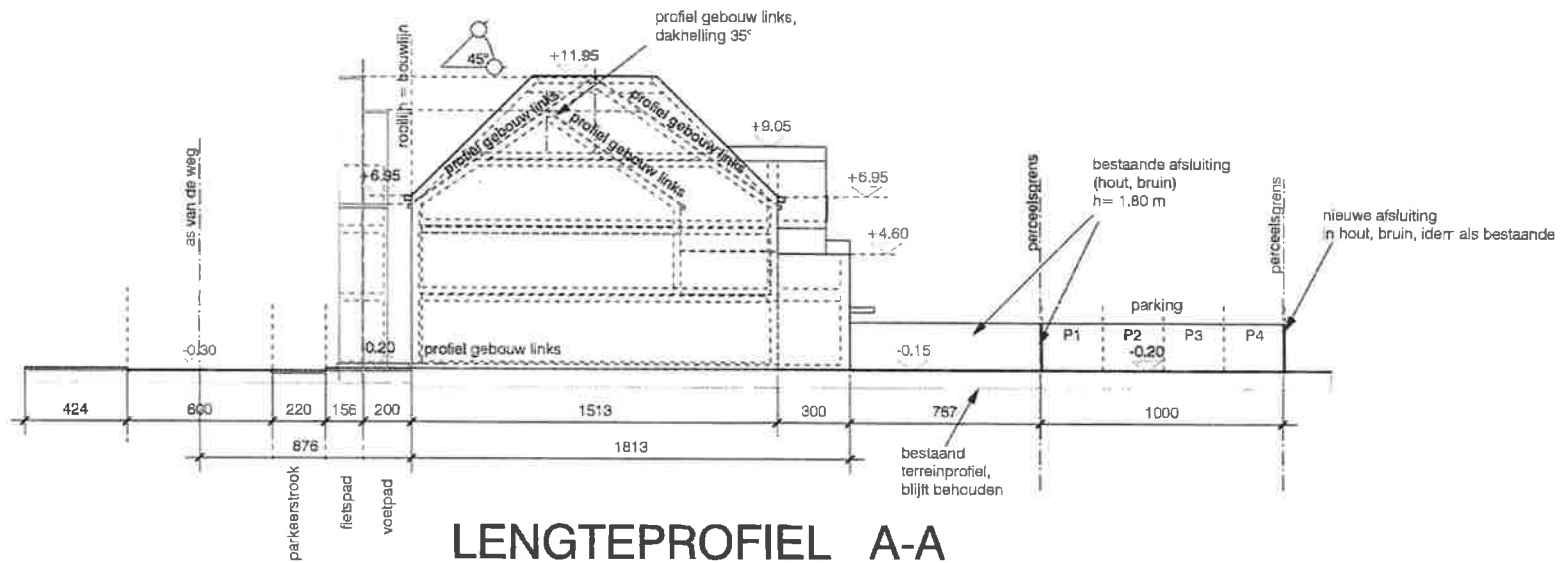 profiel gebouw links,
dakhelling 35°
45°
+11.95
rooilijn = bouwlijn
profiel gebouw links
profiel gebouw links
profiel gebouw links
+9.05
as van de weg
+6.95
+6.95
+4.60
bestaande afsluiting
(hout, bruin)
h= 1.80 m
perceelsgrens
perceelsgrens
nieuwe afsluiting
in hout, bruin, idem als bestaande
parking
P1 P2 P3 P4
-0.30
-0.20
profiel gebouw links
-0.15
-0.20
424 600 220 156 200 1513 300 787 1000
876 1813
parkeerstrook
fietspad
voetpad
bestaand
terreinprofiel,
blijft behouden
LENGTEPROFIEL A-A